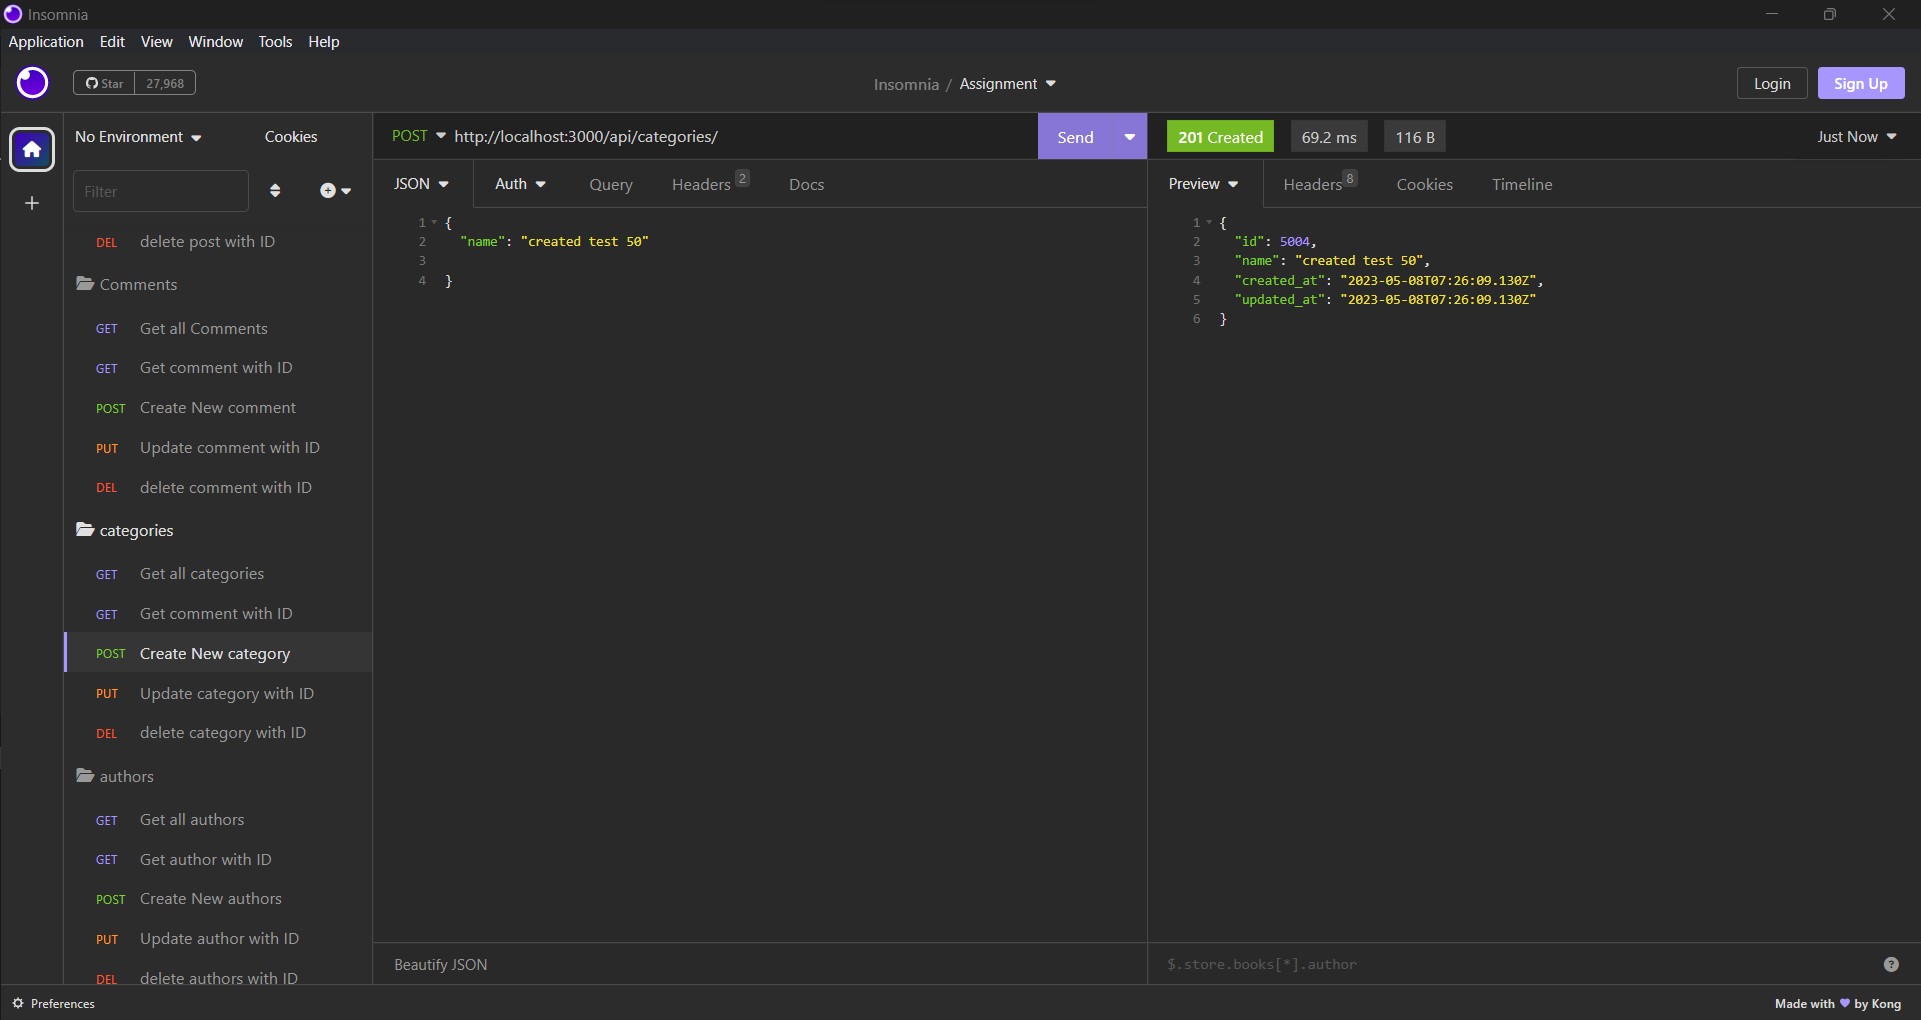 Insomnia
Application Edit View Window Tools Help
Star 27,968
Insomnia / Assignment
Login Sign Up
No Environment Cookies
Filter
DEL delete post with ID
Comments
GET Get all Comments
GET Get comment with ID
POST Create New comment
PUT Update comment with ID
DEL delete comment with ID
categories
GET Get all categories
GET Get comment with ID
POST Create New category
PUT Update category with ID
DEL delete category with ID
authors
GET Get all authors
GET Get author with ID
POST Create New authors
PUT Update author with ID
DEL delete authors with ID
Preferences
POST http://localhost:3000/api/categories/ Send
JSON Auth Query Headers 2 Docs
1 {
2 "name": "created test 50"
3
4 }
Beautify JSON
201 Created 69.2 ms 116 B Just Now
Preview Headers 8 Cookies Timeline
1 {
2 "id": 5004,
3 "name": "created test 50",
4 "created_at": "2023-05-08T07:26:09.130Z",
5 "updated_at": "2023-05-08T07:26:09.130Z"
6 }
$.store.books[*].author ?
Made with 💜 by Kong